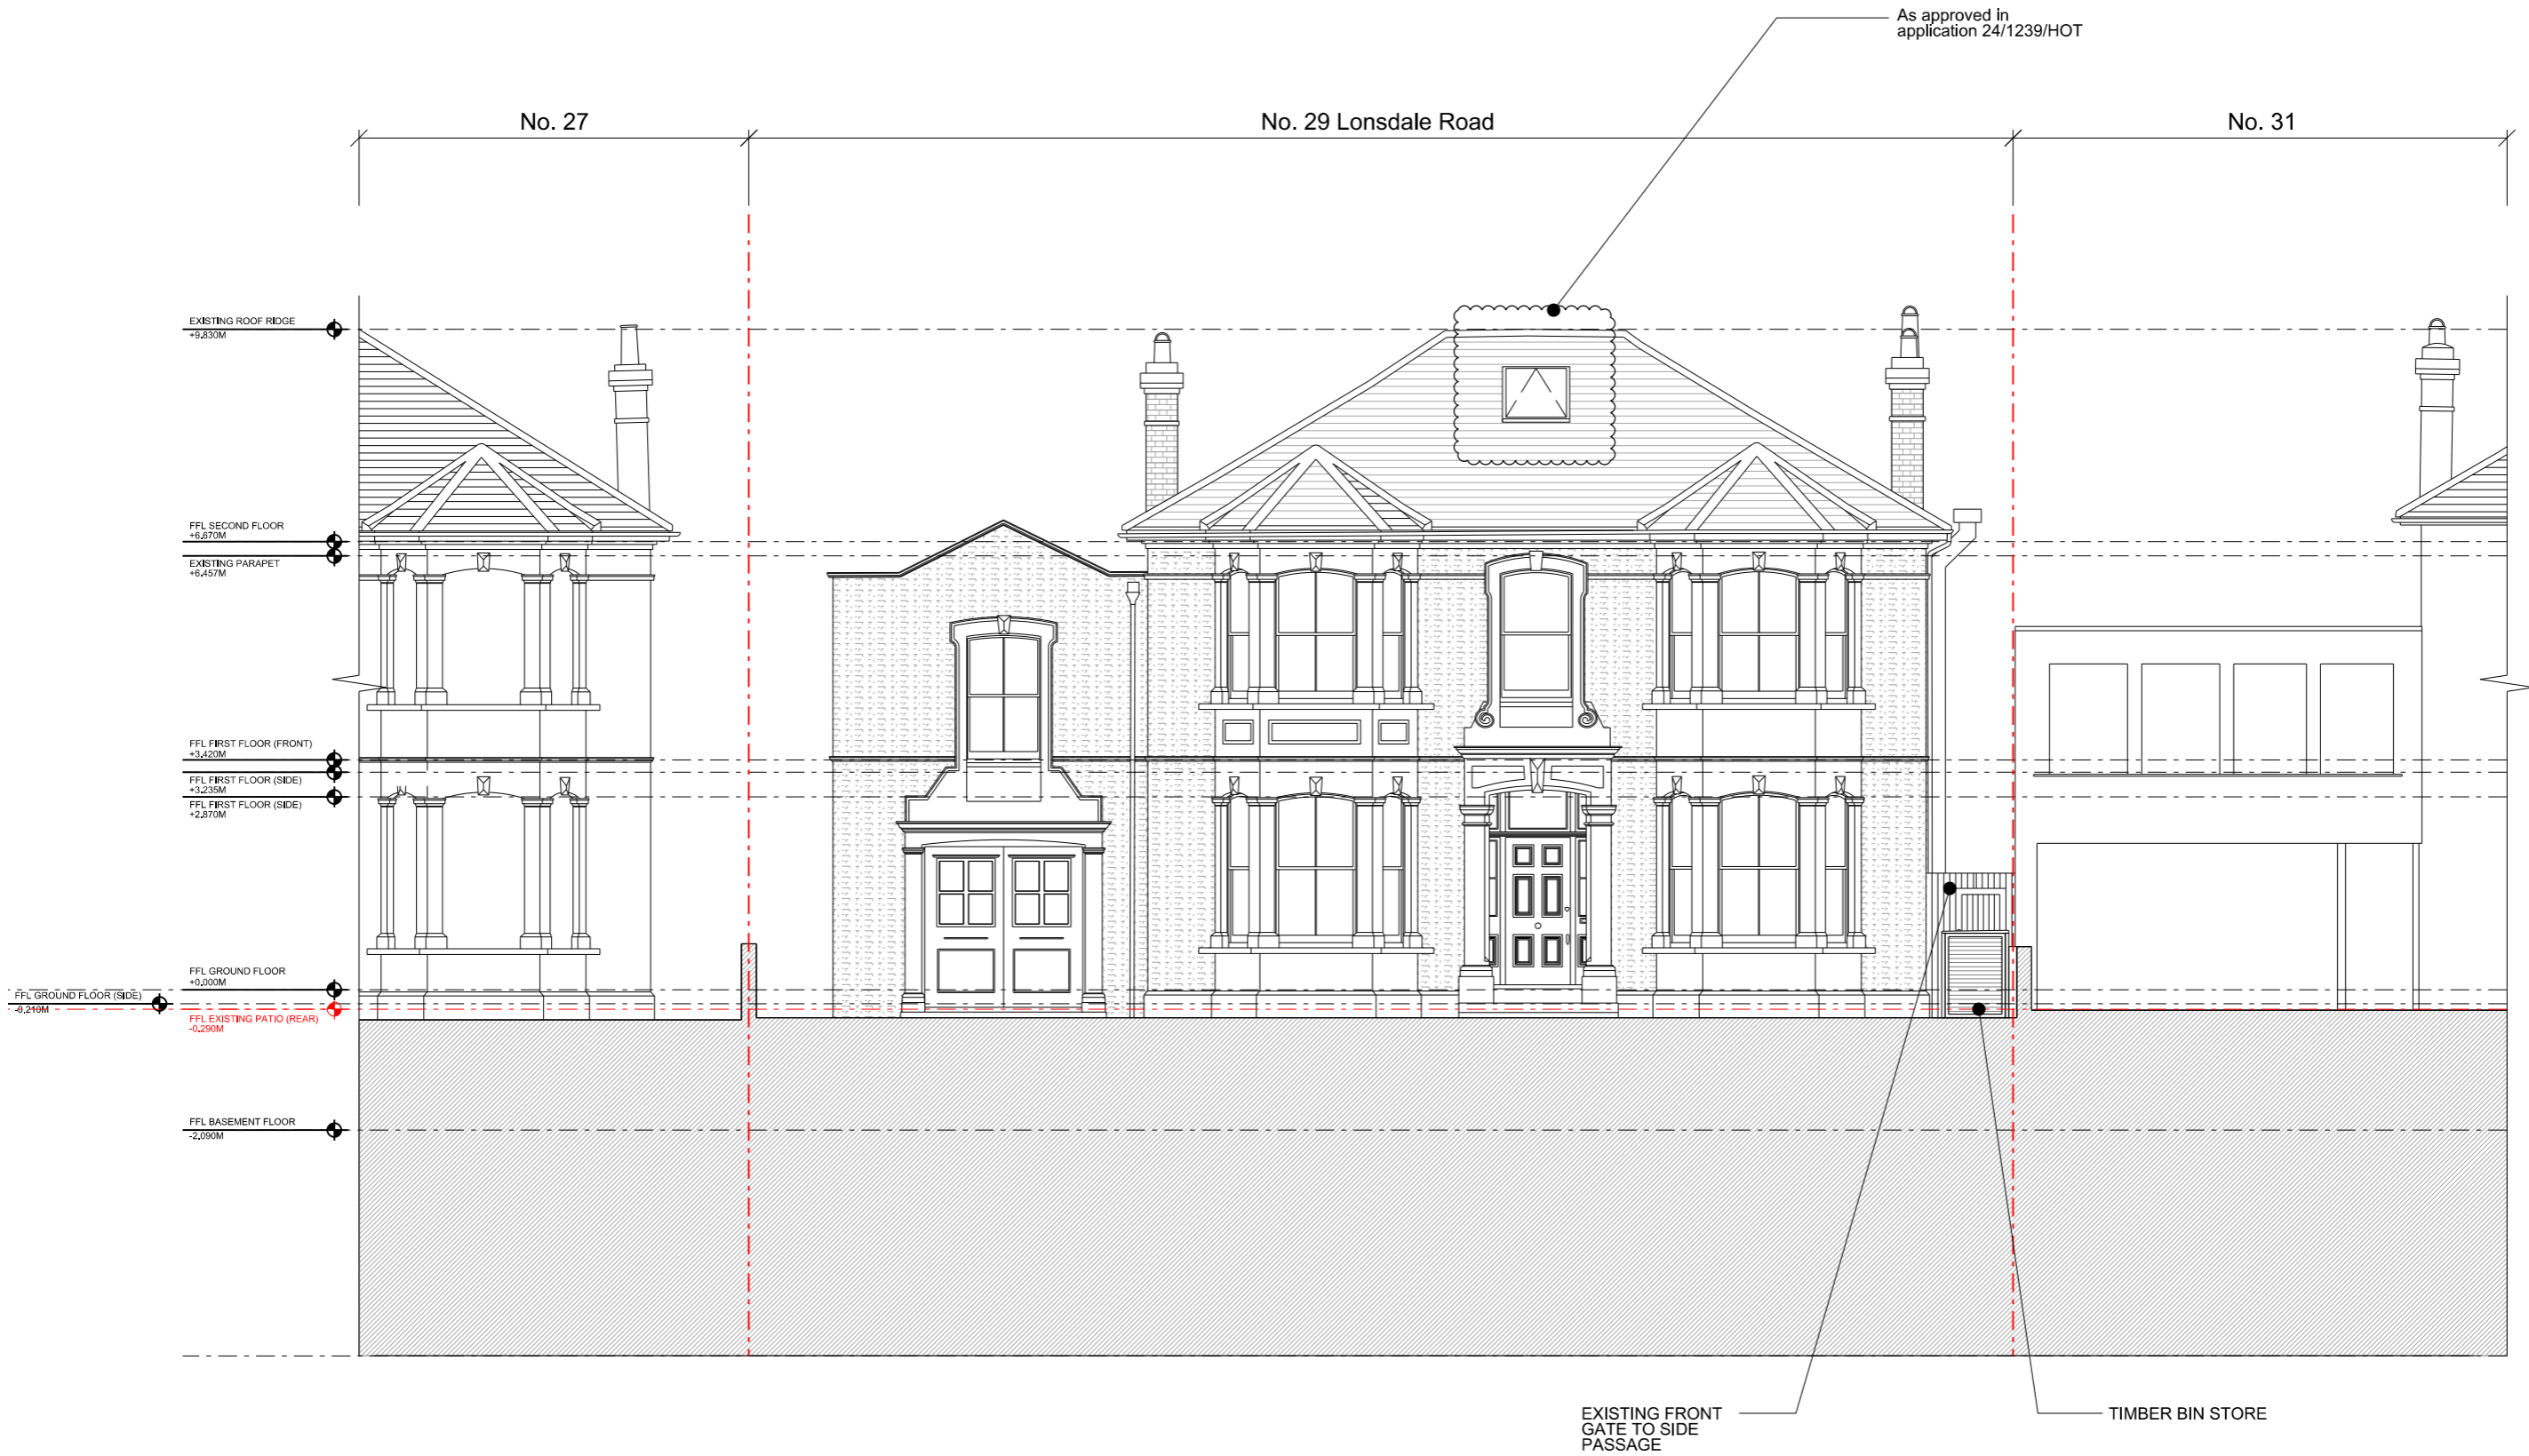 As approved in
application 24/1239/HOT
No. 27
No. 29 Lonsdale Road
No. 31
EXISTING ROOF RIDGE
+9.830M
FFL SECOND FLOOR
+6.670M
EXISTING PARAPET
+6.457M
FFL FIRST FLOOR (FRONT)
+3.420M
FFL FIRST FLOOR (SIDE)
+3.235M
FFL FIRST FLOOR (SIDE)
+2.870M
FFL GROUND FLOOR
+0.000M
FFL GROUND FLOOR (SIDE)
-0.210M
FFL EXISTING PATIO (REAR)
-0.290M
FFL BASEMENT FLOOR
-2.090M
EXISTING FRONT
GATE TO SIDE
PASSAGE
TIMBER BIN STORE